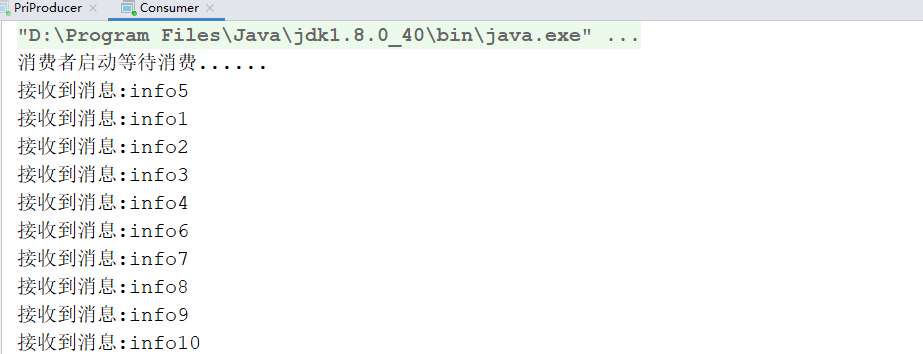 PriProducer × Consumer ×
"D:\Program Files\Java\jdk1.8.0_40\bin\java.exe" ...
消费者启动等待消费......
接收到消息:info5
接收到消息:info1
接收到消息:info2
接收到消息:info3
接收到消息:info4
接收到消息:info6
接收到消息:info7
接收到消息:info8
接收到消息:info9
接收到消息:info10